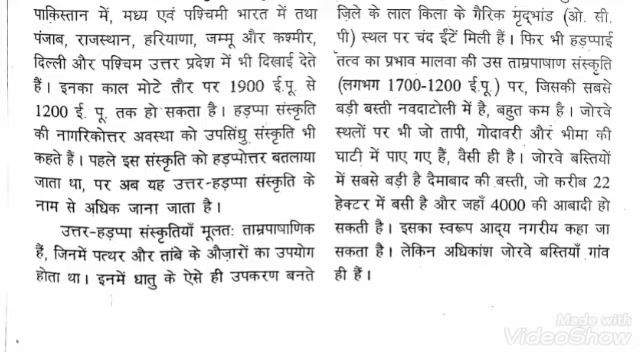 पाकिस्तान में, मध्य एवं पश्चिमी भारत में तथा
पंजाब, राजस्थान, हरियाणा, जम्मू और कश्मीर,
दिल्ली और पश्चिम उत्तर प्रदेश में भी दिखाई देते
हैं। इनका काल मोटे तौर पर 1900 ई.पू. से
1200 ई. पू. तक हो सकता है। हड़प्पा संस्कृति
की नागरिकोत्तर अवस्था को उपसिंधु संस्कृति भी
कहते हैं। पहले इस संस्कृति को हड़प्पोत्तर बतलाया
जाता था, पर अब यह उत्तर-हड़प्पा संस्कृति के
नाम से अधिक जाना जाता है।
उत्तर-हड़प्पा संस्कृतियाँ मूलतः ताम्रपाषाणिक
हैं, जिनमें पत्थर और तांबे के औज़ारों का उपयोग
होता था। इनमें धातु के ऐसे ही उपकरण बनते
ज़िले के लाल किला के गैरिक मृद्भांड (ओ. सी.
पी) स्थल पर चंद ईंटें मिली हैं। फिर भी हड़प्पाई
तत्व का प्रभाव मालवा की उस ताम्रपाषाण संस्कृति
(लगभग 1700-1200 ई.पू.) पर, जिसकी सबसे
बड़ी बस्ती नवदाटोली में है, बहुत कम है। जोरवे
स्थलों पर भी जो तापी, गोदावरी और भीमा की
घाटी में पाए गए हैं, वैसी ही है। जोरवे बस्तियों
में सबसे बड़ी है दैमाबाद की बस्ती, जो करीब 22
हेक्टर में बसी है और जहाँ 4000 की आबादी हो
सकती है। इसका स्वरूप आद्य नगरीय कहा जा
सकता है। लेकिन अधिकांश जोरवे बस्तियाँ गांव
ही हैं।
Made with
VideoShow